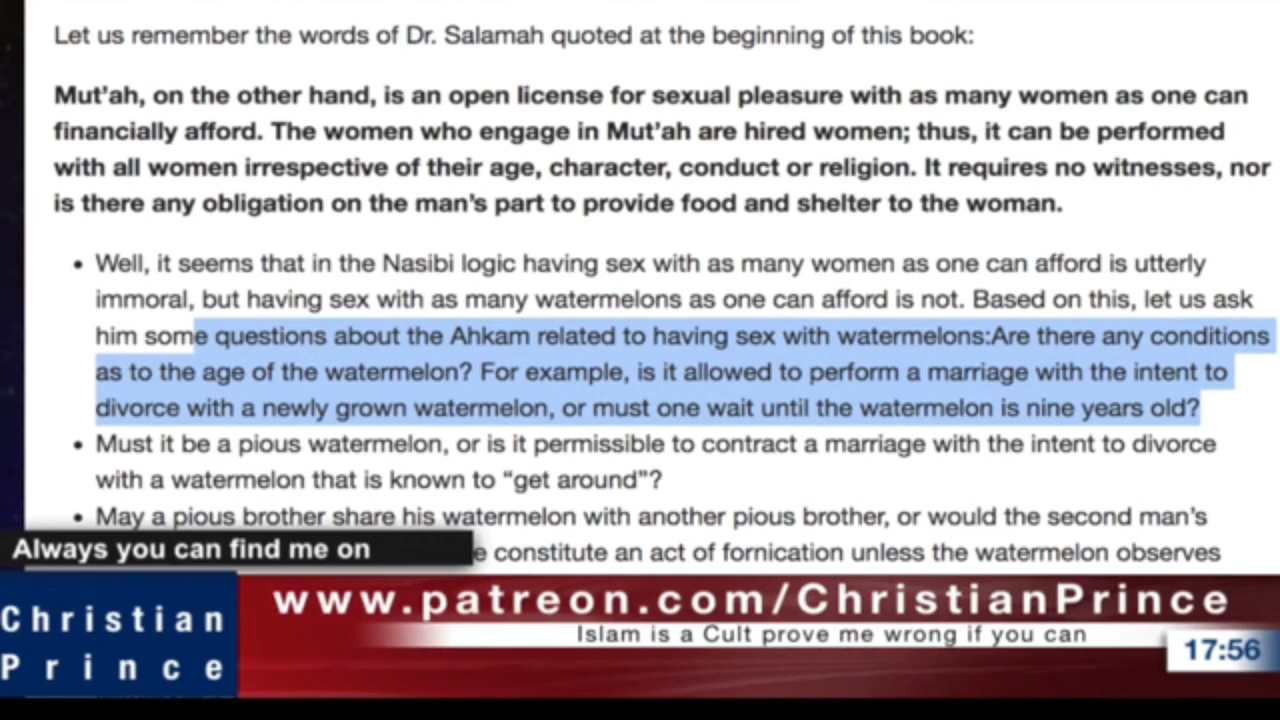 Let us remember the words of Dr. Salamah quoted at the beginning of this book:
Mut'ah, on the other hand, is an open license for sexual pleasure with as many women as one can
financially afford. The women who engage in Mut'ah are hired women; thus, it can be performed
with all women irrespective of their age, character, conduct or religion. It requires no witnesses, nor
is there any obligation on the man's part to provide food and shelter to the woman.
• Well, it seems that in the Nasibi logic having sex with as many women as one can afford is utterly
immoral, but having sex with as many watermelons as one can afford is not. Based on this, let us ask
him some questions about the Ahkam related to having sex with watermelons:Are there any conditions
as to the age of the watermelon? For example, is it allowed to perform a marriage with the intent to
divorce with a newly grown watermelon, or must one wait until the watermelon is nine years old?
• Must it be a pious watermelon, or is it permissible to contract a marriage with the intent to divorce
with a watermelon that is known to "get around"?
• May a pious brother share his watermelon with another pious brother, or would the second man's
e constitute an act of fornication unless the watermelon observes
Always you can find me on
Christian
Prince
www.patreon.com/ChristianPrince
Islam is a Cult prove me wrong if you can
17:56